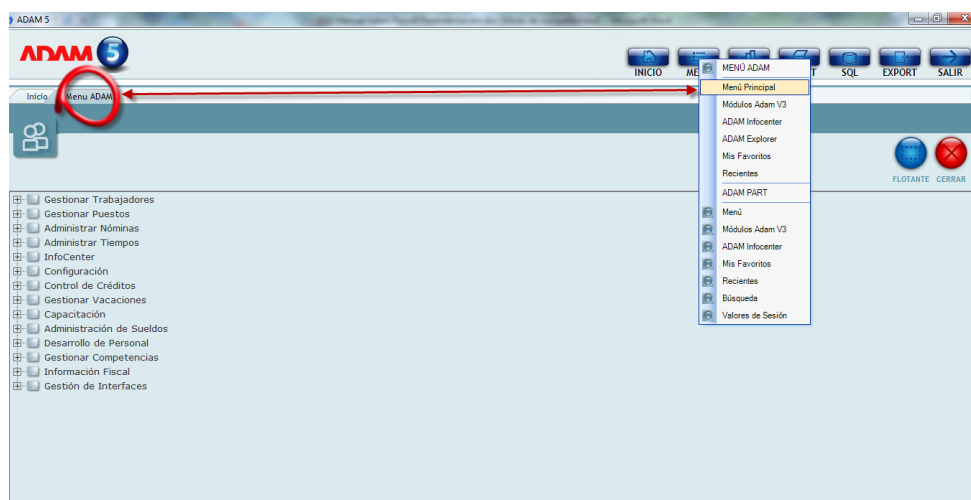 ADAM 5
ADAM 5
INICIO
ME
T
SQL
EXPORT
SALIR
Inicio
Menu ADAM
MENÚ ADAM
Menú Principal
Módulos Adam V3
ADAM Infocenter
ADAM Explorer
Mis Favoritos
Recientes
ADAM PART
Menú
Módulos Adam V3
ADAM Infocenter
Mis Favoritos
Recientes
Búsqueda
Valores de Sesión
FLOTANTE
CERRAR
Gestionar Trabajadores
Gestionar Puestos
Administrar Nóminas
Administrar Tiempos
InfoCenter
Configuración
Control de Créditos
Gestionar Vacaciones
Capacitación
Administración de Sueldos
Desarrollo de Personal
Gestionar Competencias
Información Fiscal
Gestión de Interfaces